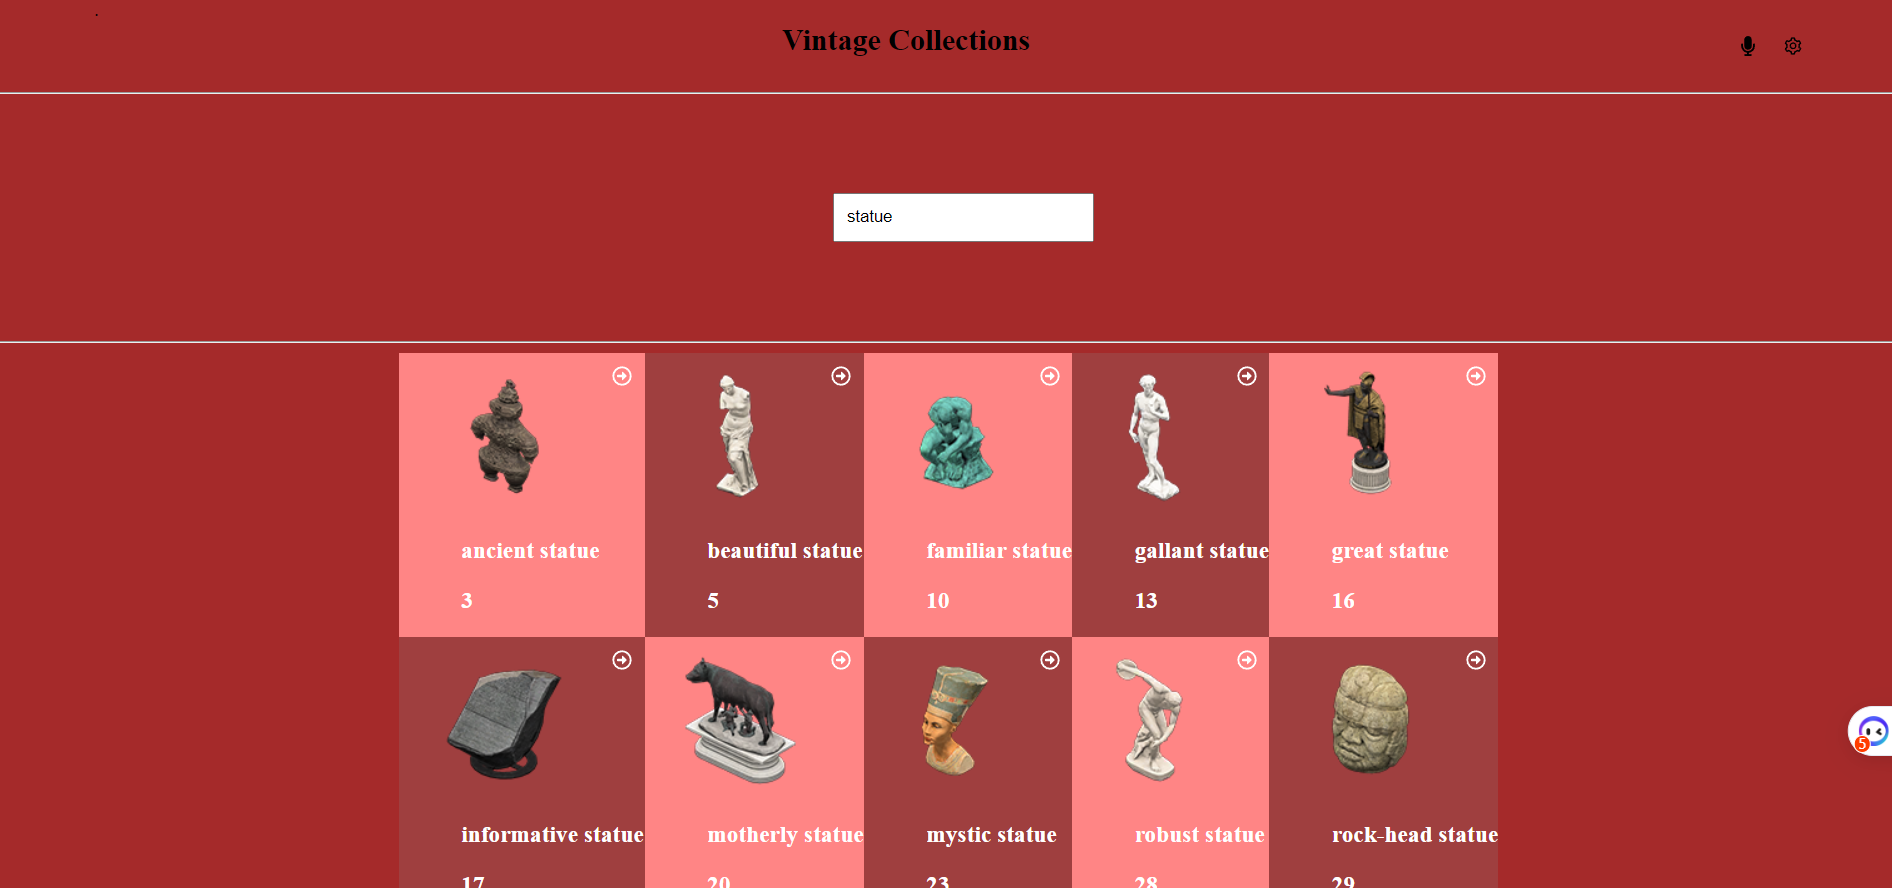 Vintage Collections
statue
ancient statue
3
beautiful statue
5
familiar statue
10
gallant statue
13
great statue
16
informative statue
17
motherly statue
20
mystic statue
23
robust statue
28
rock-head statue
29
5